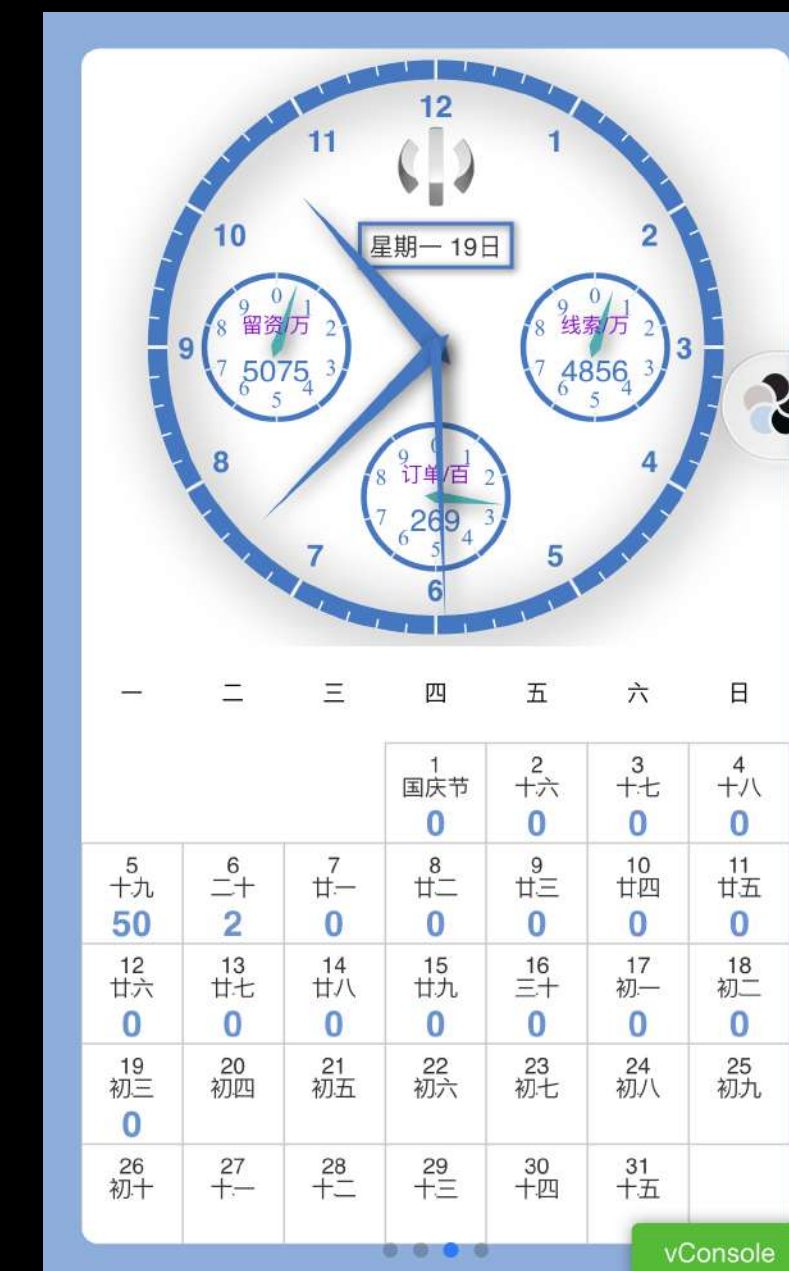 12
11
1
10
2
星期一 19日
9
3
8
4
7
5
6
0
1
2
3
4
5
6
7
8
9
留资/万
5075
0
1
2
3
4
5
6
7
8
9
线索/万
4856
0
1
2
3
4
5
6
7
8
9
订单/百
269
一 二 三 四 五 六 日
1 2 3 4
国庆节 十六 十七 十八
0 0 0 0
5 6 7 8 9 10 11
十九 二十 廿一 廿二 廿三 廿四 廿五
50 2 0 0 0 0 0
12 13 14 15 16 17 18
廿六 廿七 廿八 廿九 三十 初一 初二
0 0 0 0 0 0 0
19 20 21 22 23 24 25
初三 初四 初五 初六 初七 初八 初九
0
26 27 28 29 30 31
初十 十一 十二 十三 十四 十五
vConsole